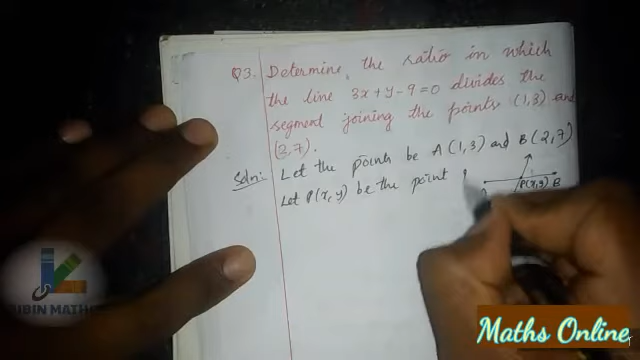 Q3. Determine, the ratio in which
the line 3x+y-9=0 divides the
segment joining the points (1,3) and
(2,7).
Soln: Let the points be A(1,3) and B(2,7)
Let P(x,y) be the point
P(x,y) B
UBIN MATHS
Maths Online